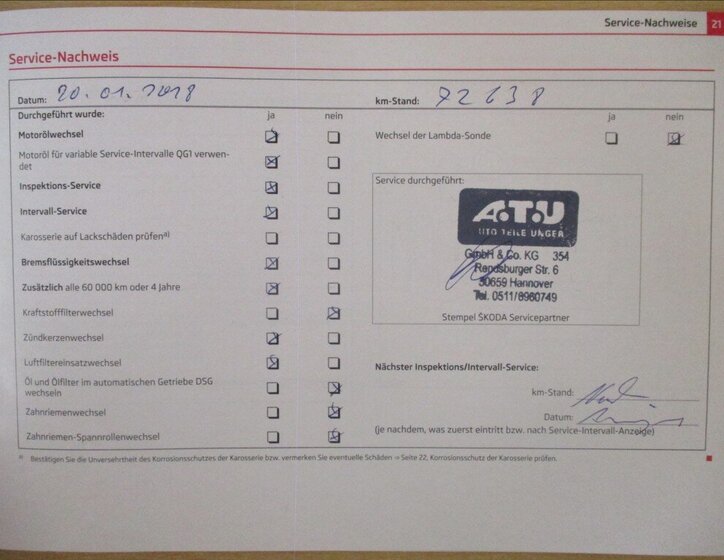 Service-Nachweise 21
Service-Nachweis
Datum: 20.01.2018 km-Stand: 72638
Durchgeführt wurde: ja nein ja nein
Motorölwechsel
Wechsel der Lambda-Sonde
Motoröl für variable Service-Intervalle QG1 verwen-
det
Inspektions-Service
Service durchgeführt:
Intervall-Service
A.T.U
AUTO TEILE UNGER
GmbH & Co. KG 354
Rendsburger Str. 6
30659 Hannover
Tel. 0511/8980749
Stempel ŠKODA Servicepartner
Karosserie auf Lackschäden prüfen a)
Bremsflüssigkeitswechsel
Zusätzlich alle 60 000 km oder 4 Jahre
Kraftstofffilterwechsel
Zündkerzenwechsel
Luftfiltereinsatzwechsel
Öl und Ölfilter im automatischen Getriebe DSG
wechseln
Zahnriemenwechsel
Zahnriemen-Spannrollenwechsel
Nächster Inspektions/Intervall-Service:
km-Stand:
Datum:
(je nachdem, was zuerst eintritt bzw. nach Service-Intervall-Anzeige)
a) Bestätigen Sie die Unversehrtheit des Korrosionsschutzes der Karosserie bzw. vermerken Sie eventuelle Schäden ⇒ Seite 22, Korrosionsschutz der Karosserie prüfen.